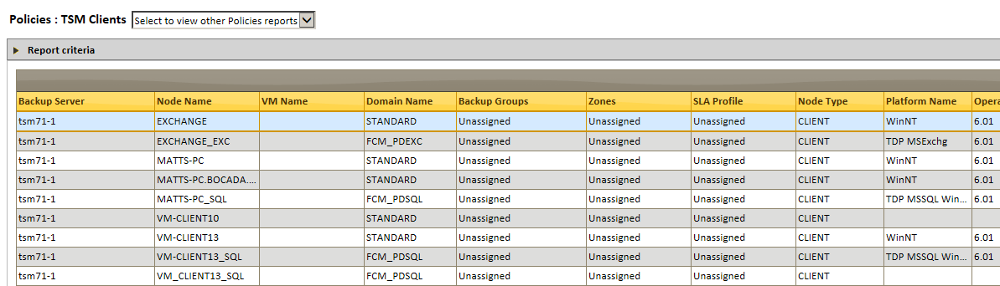 Policies : TSM Clients Select to view other Policies reports
Report criteria
Backup Server Node Name VM Name Domain Name Backup Groups Zones SLA Profile Node Type Platform Name Opera
tsm71-1 EXCHANGE STANDARD Unassigned Unassigned Unassigned CLIENT WinNT 6.01
tsm71-1 EXCHANGE_EXC FCM_PDEXC Unassigned Unassigned Unassigned CLIENT TDP MSExchg 6.01
tsm71-1 MATTS-PC STANDARD Unassigned Unassigned Unassigned CLIENT WinNT 6.01
tsm71-1 MATTS-PC.BOCADA.... STANDARD Unassigned Unassigned Unassigned CLIENT WinNT 6.01
tsm71-1 MATTS-PC_SQL FCM_PDSQL Unassigned Unassigned Unassigned CLIENT TDP MSSQL Win... 6.01
tsm71-1 VM-CLIENT10 STANDARD Unassigned Unassigned Unassigned CLIENT
tsm71-1 VM-CLIENT13 STANDARD Unassigned Unassigned Unassigned CLIENT WinNT 6.01
tsm71-1 VM-CLIENT13_SQL FCM_PDSQL Unassigned Unassigned Unassigned CLIENT TDP MSSQL Win... 6.01
tsm71-1 VM_CLIENT13_SQL FCM_PDSQL Unassigned Unassigned Unassigned CLIENT